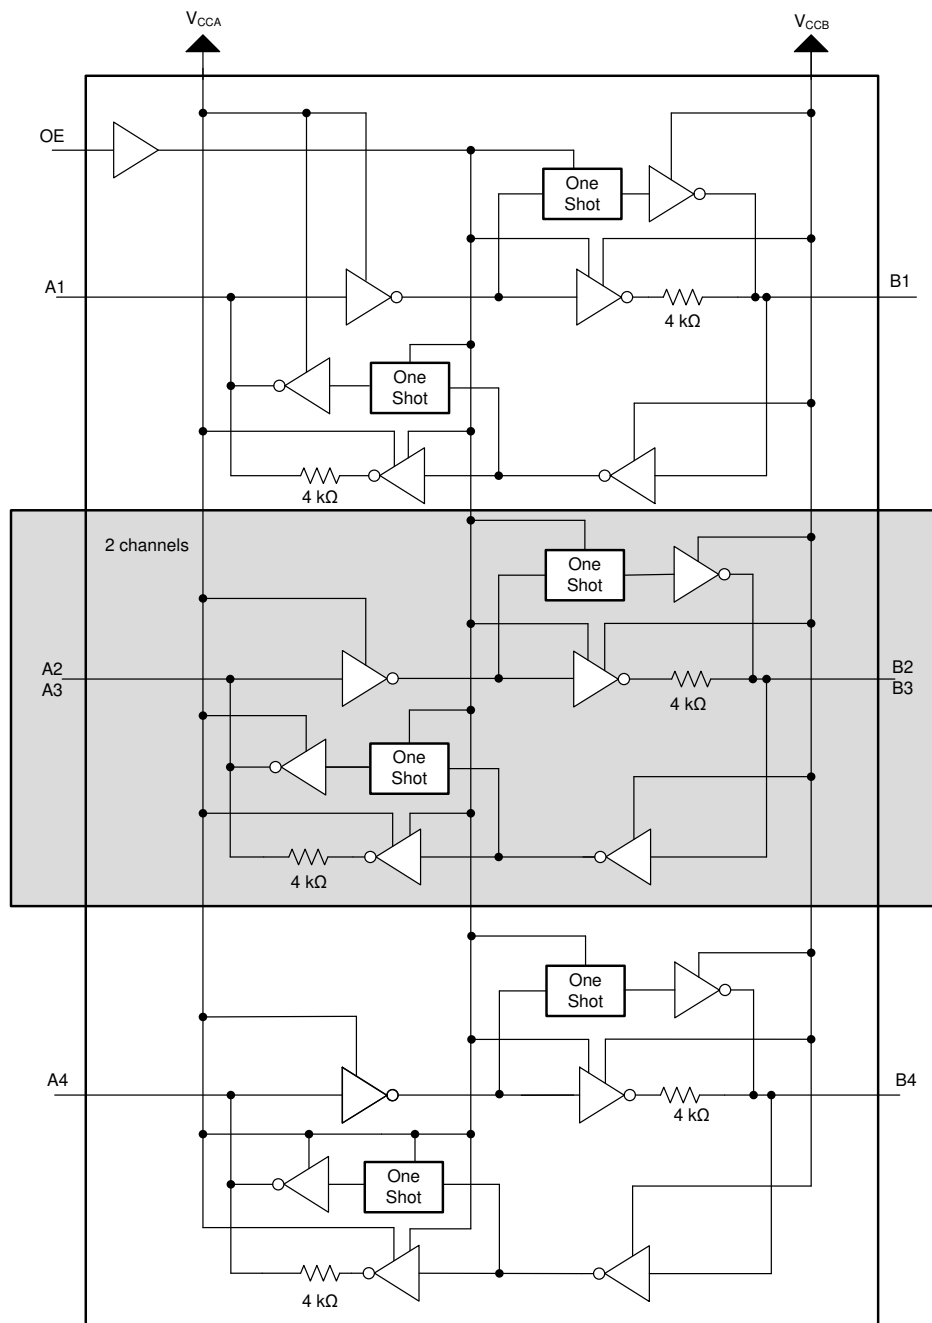 VCCA
VCCB
OE
One
Shot
A1
B1
4 kΩ
One
Shot
4 kΩ
2 channels
One
Shot
A2
A3
B2
B3
4 kΩ
One
Shot
4 kΩ
One
Shot
A4
B4
4 kΩ
One
Shot
4 kΩ